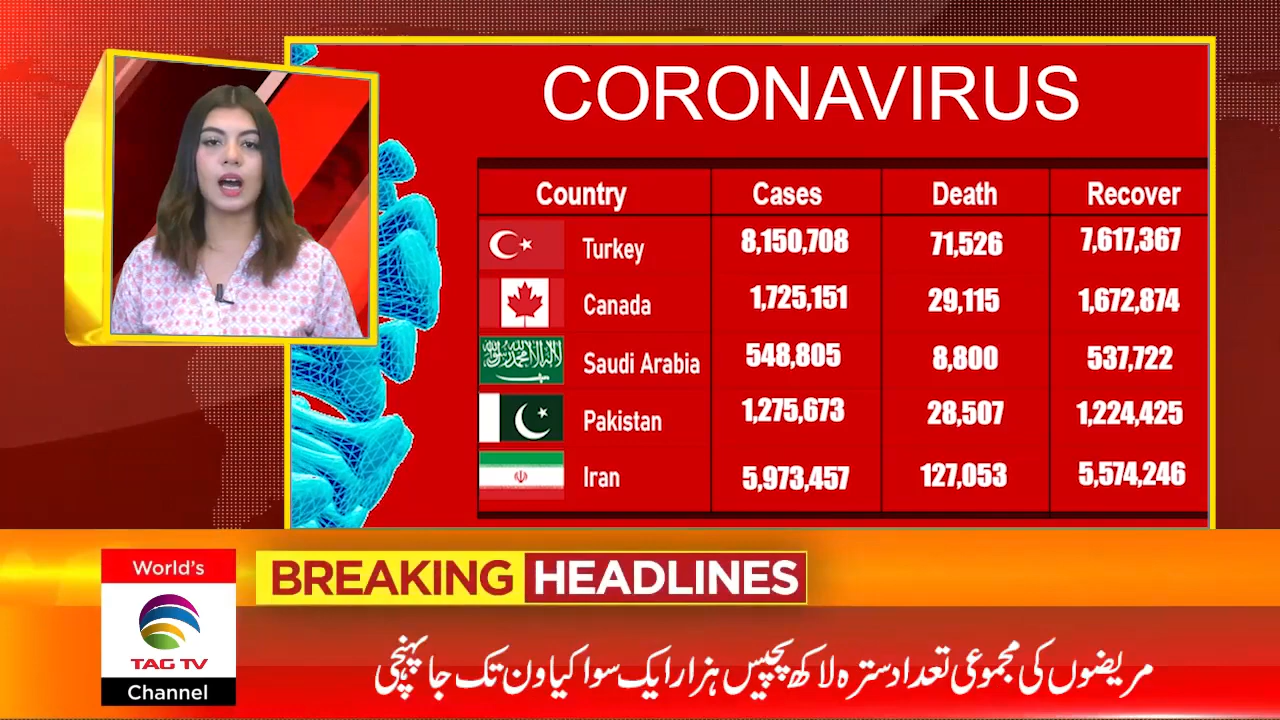 CORONAVIRUS
Country Cases Death Recover
Turkey 8,150,708 71,526 7,617,367
Canada 1,725,151 29,115 1,672,874
Saudi Arabia 548,805 8,800 537,722
Pakistan 1,275,673 28,507 1,224,425
Iran 5,973,457 127,053 5,574,246
World's
TAG TV
Channel
BREAKING HEADLINES
مریضوں کی مجموعی تعداد سترہ لاکھ پچیس ہزار ایک سو اکیاون تک جا پہنچی